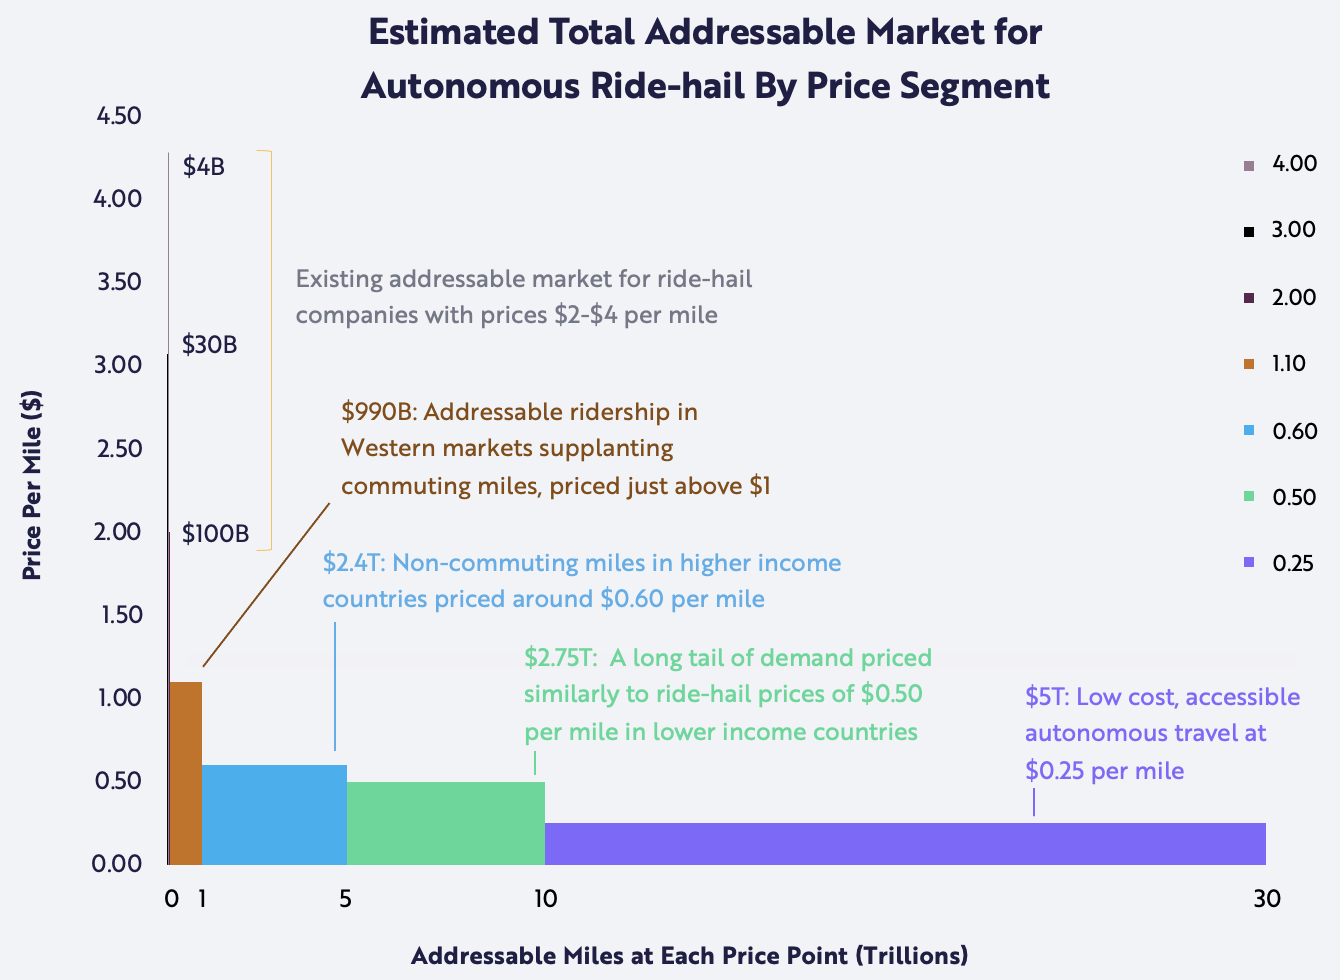 Estimated Total Addressable Market for
Autonomous Ride-hail By Price Segment
4.50
$4B
4.00
4.00
3.00
3.50
Existing addressable market for ride-hail
companies with prices $2-$4 per mile
2.00
$30B
3.00
1.10
$990B: Addressable ridership in
Western markets supplanting
commuting miles, priced just above $1
0.60
2.50
0.50
2.00
$100B
$2.4T: Non-commuting miles in higher income
countries priced around $0.60 per mile
0.25
1.50
$2.75T:  A long tail of demand priced
similarly to ride-hail prices of $0.50
per mile in lower income countries
1.00
$5T: Low cost, accessible
autonomous travel at
$0.25 per mile
0.50
0.00
0 1 5 10 30
Price Per Mile ($)
Addressable Miles at Each Price Point (Trillions)